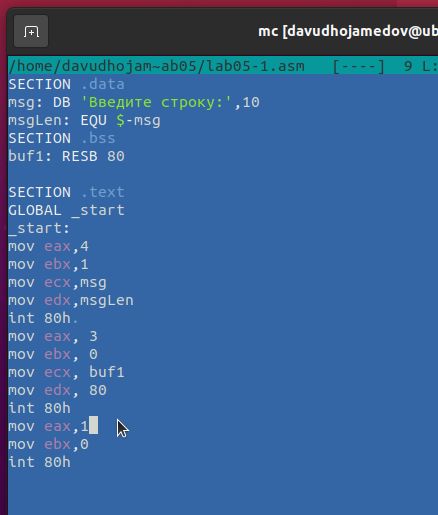 mc [davudhojamedov@ub
/home/davudhojam~ab05/lab05-1.asm   [----]  9 L:
SECTION .data
msg: DB 'Введите строку:',10
msgLen: EQU $-msg
SECTION .bss
buf1: RESB 80
SECTION .text
GLOBAL _start
_start:
mov eax,4
mov ebx,1
mov ecx,msg
mov edx,msgLen
int 80h.
mov eax, 3
mov ebx, 0
mov ecx, buf1
mov edx, 80
int 80h
mov eax,1
mov ebx,0
int 80h